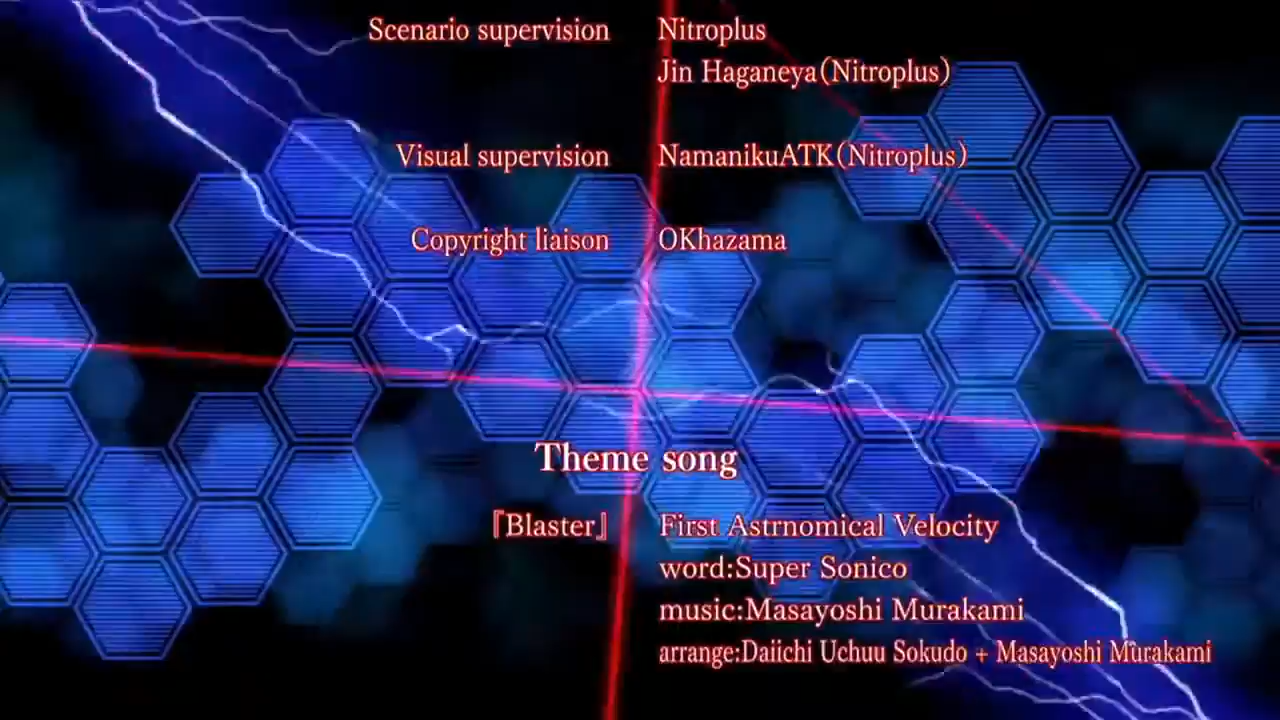 Scenario supervision Nitroplus
Jin Haganeya(Nitroplus)
Visual supervision NamanikuATK(Nitroplus)
Copyright liaison OKhazama
Theme song
『Blaster』 First Astrnomical Velocity
word:Super Sonico
music:Masayoshi Murakami
arrange:Daiichi Uchuu Sokudo + Masayoshi Murakami